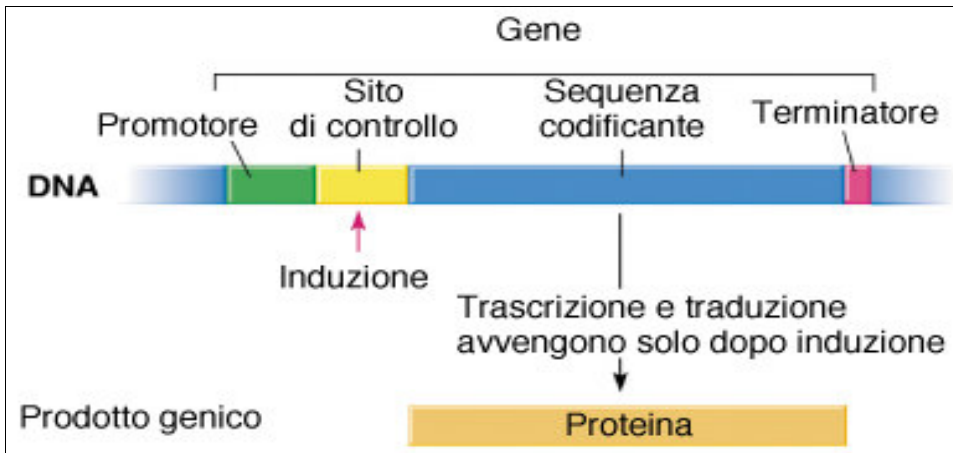 Gene
Promotore
Sito
di controllo
Sequenza
codificante
Terminatore
DNA
Induzione
Trascrizione e traduzione
avvengono solo dopo induzione
Prodotto genico
Proteina